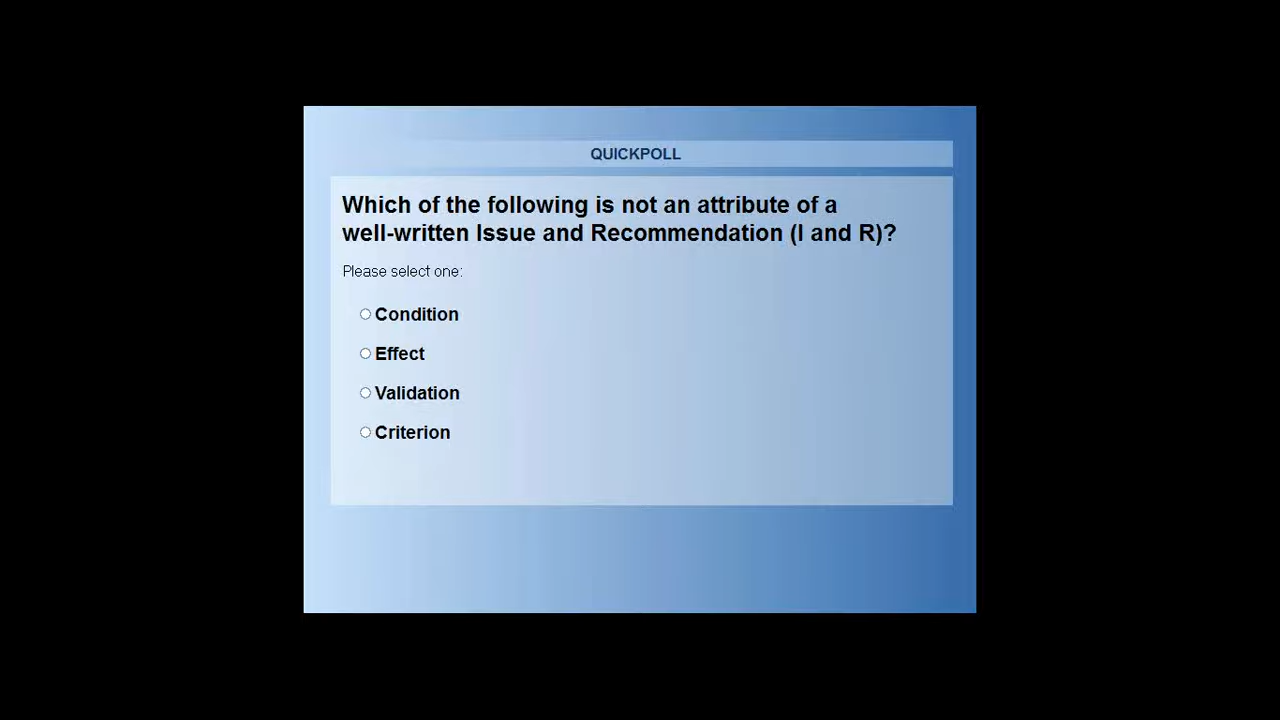 QUICKPOLL
Which of the following is not an attribute of a
well-written Issue and Recommendation (I and R)?
Please select one:
Condition
Effect
Validation
Criterion